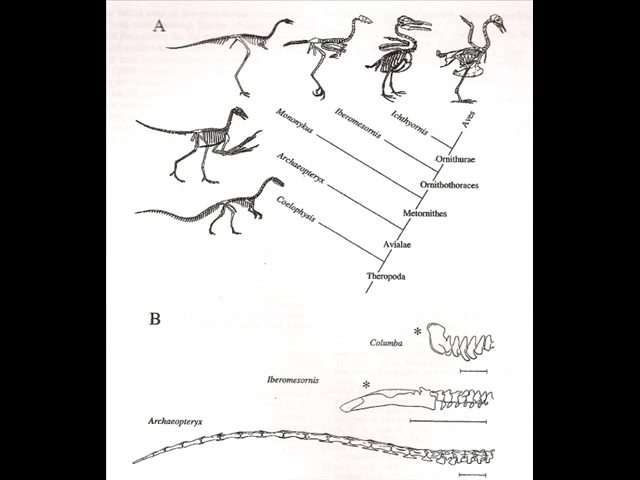 A
Mononykus
Iberomesornis
Ichthyornis
Aves
Archaeopteryx
Coelophysis
Ornithurae
Ornithothoraces
Metornithes
Avialae
Theropoda
B
Columba
*
Iberomesornis
*
Archaeopteryx